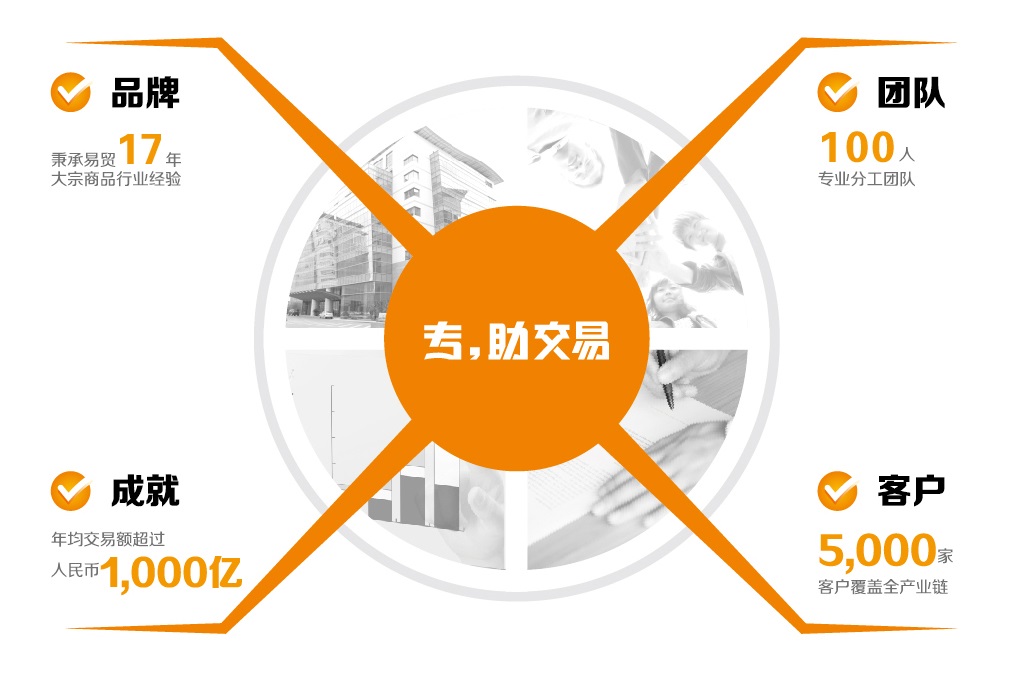 品牌
秉承易贸17年
大宗商品行业经验
团队
100人
专业分工团队
专,助交易
成就
年均交易额超过
人民币1,000亿
客户
5,000家
客户覆盖全产业链